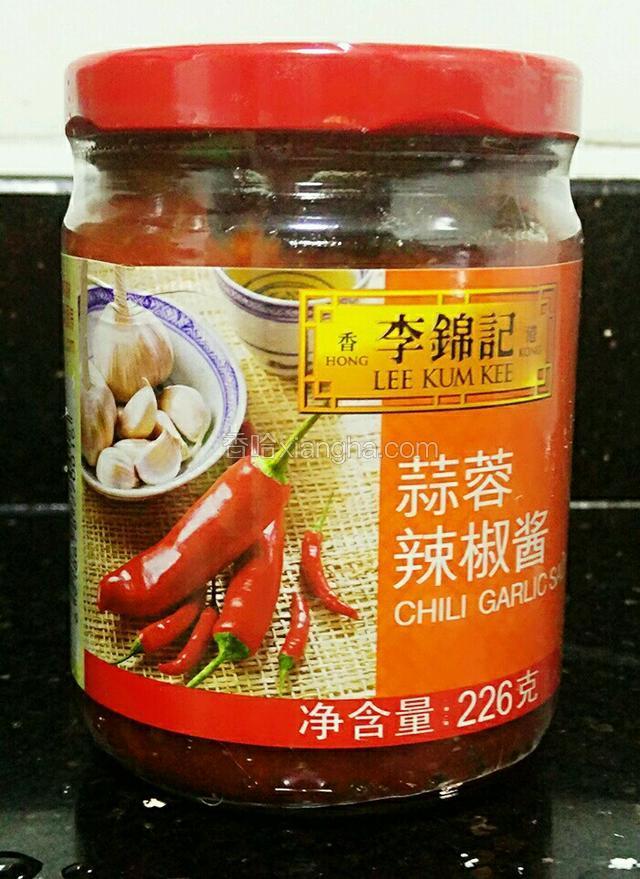 香 李錦記 港
HONG KONG
LEE KUM KEE
香哈xiangha.com
蒜蓉
辣椒酱
CHILI GARLIC
净含量:226克